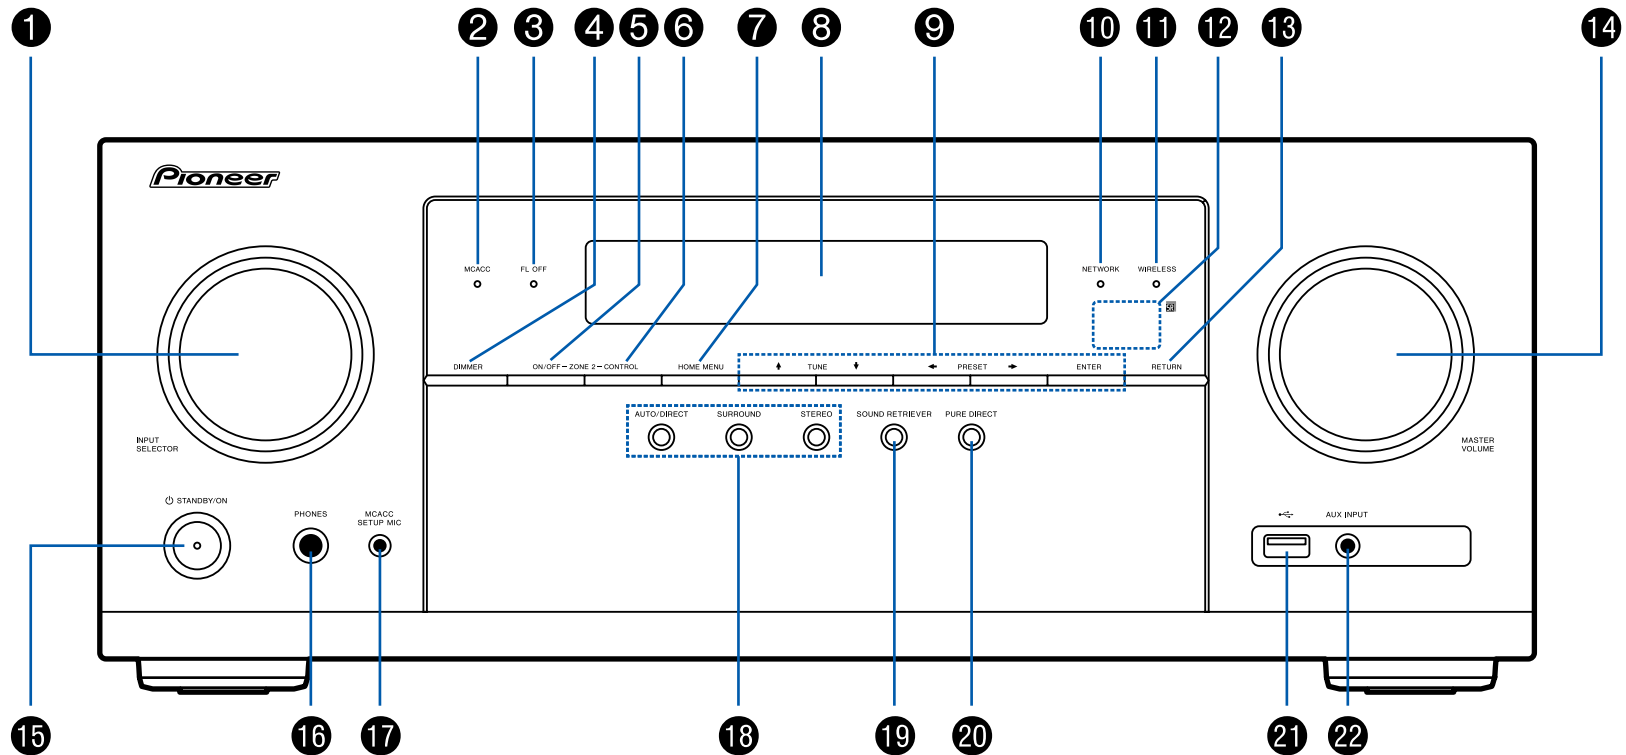 1 2 3 4 5 6 7 8 9 10 11 12 13 14
Pioneer
MCACC FL OFF NETWORK WIRELESS
DIMMER ON/OFF – ZONE 2 – CONTROL HOME MENU TUNE PRESET ENTER RETURN
AUTO/DIRECT SURROUND STEREO SOUND RETRIEVER PURE DIRECT
INPUT
SELECTOR
MASTER
VOLUME
STANDBY/ON
PHONES
MCACC
SETUP MIC
AUX INPUT
15 16 17 18 19 20 21 22